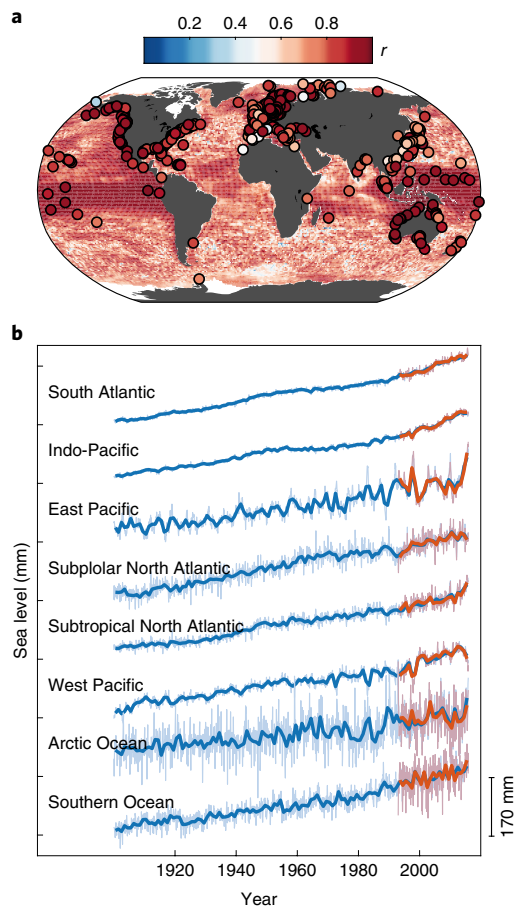 a
0.2 0.4 0.6 0.8
r
b
South Atlantic
Indo-Pacific
East Pacific
Subplolar North Atlantic
Subtropical North Atlantic
West Pacific
Arctic Ocean
Southern Ocean
Sea level (mm)
170 mm
1920 1940 1960 1980 2000
Year